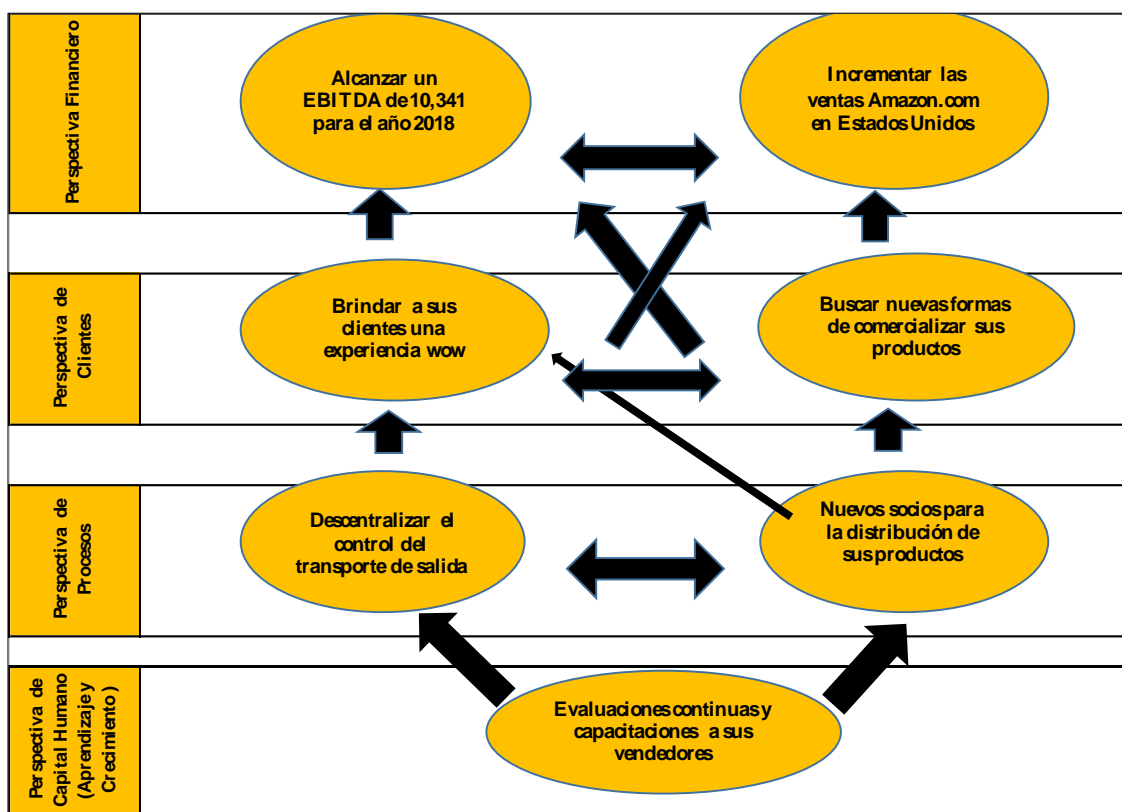 Perspectiva Financiero
Alcanzar un
EBITDA de 10,341
para el año 2018
Incrementar las
ventas Amazon.com
en Estados Unidos
Perspectiva de
Clientes
Brindar a sus
clientes una
experiencia wow
Buscar nuevas formas
de comercializar sus
productos
Perspectiva de
Procesos
Descentralizar el
control del
transporte de salida
Nuevos socios para
la distribución de
sus productos
Perspectiva de
Capital Humano
(Aprendizaje y
Crecimiento)
Evaluaciones continuas y
capacitaciones a sus
vendedores